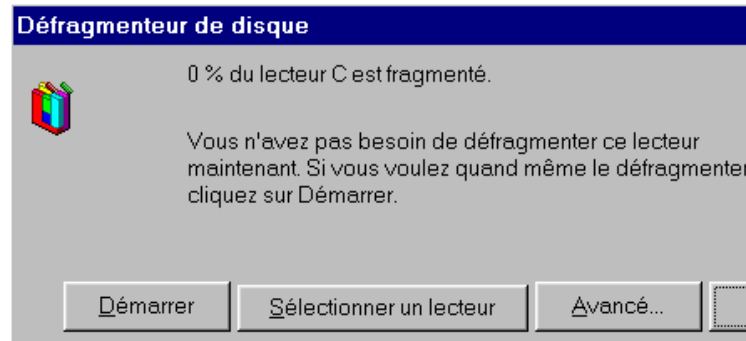 Défragmenteur de disque
0 % du lecteur C est fragmenté.
Vous n'avez pas besoin de défragmenter ce lecteur
maintenant. Si vous voulez quand même le défragmenter
cliquez sur Démarrer.
Démarrer
Sélectionner un lecteur
Avancé...